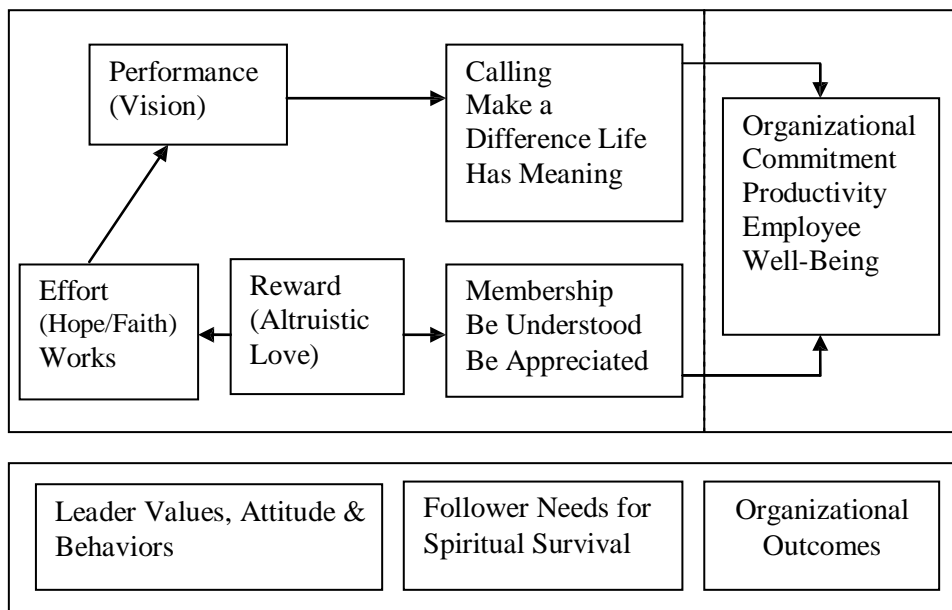 Performance
(Vision)
Calling
Make a
Difference Life
Has Meaning
Organizational
Commitment
Productivity
Employee
Well-Being
Effort
(Hope/Faith)
Works
Reward
(Altruistic
Love)
Membership
Be Understood
Be Appreciated
Leader Values, Attitude &
Behaviors
Follower Needs for
Spiritual Survival
Organizational
Outcomes